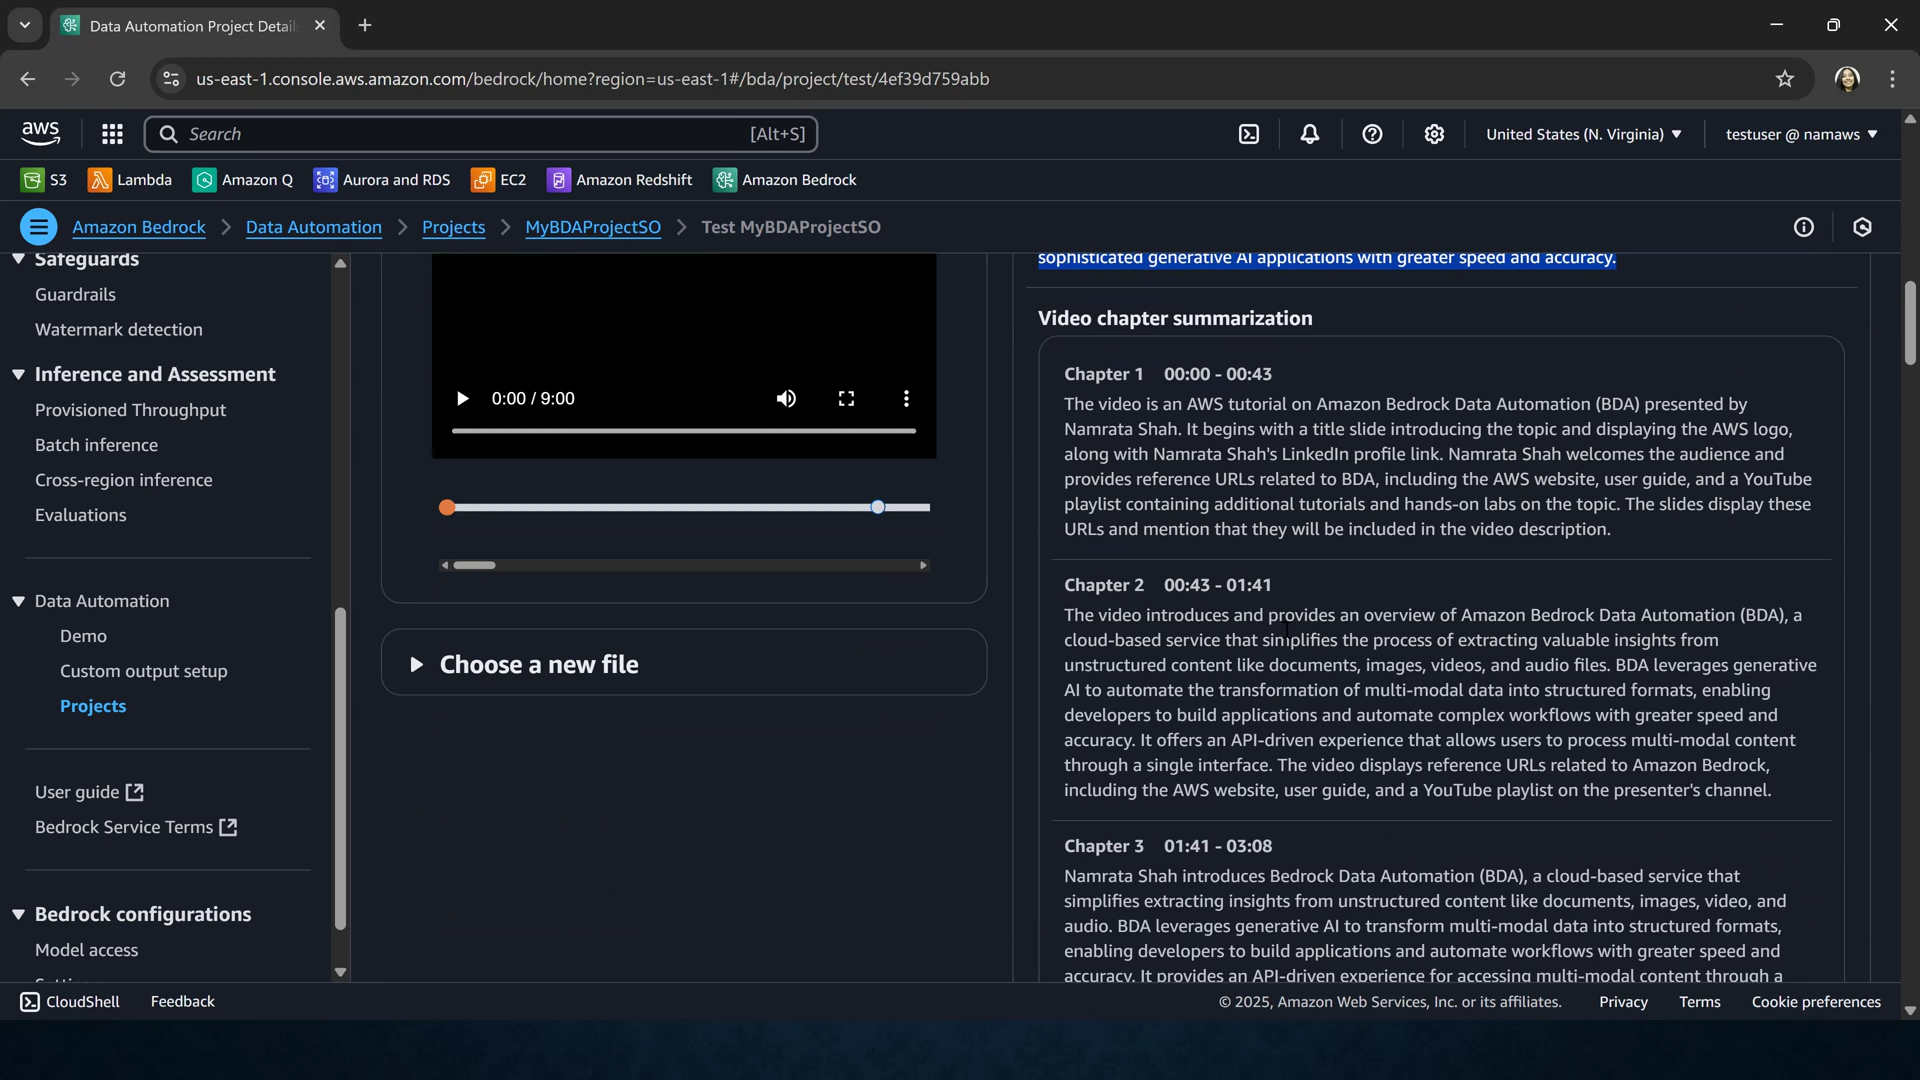 Data Automation Project Detail
us-east-1.console.aws.amazon.com/bedrock/home?region=us-east-1#/bda/project/test/4ef39d759abb
aws
Search
[Alt+S]
United States (N. Virginia)
testuser @ namaws
S3
Lambda
Amazon Q
Aurora and RDS
EC2
Amazon Redshift
Amazon Bedrock
Amazon Bedrock
Data Automation
Projects
MyBDAProjectSO
Test MyBDAProjectSO
Safeguards
Guardrails
Watermark detection
Inference and Assessment
Provisioned Throughput
Batch inference
Cross-region inference
Evaluations
Data Automation
Demo
Custom output setup
Projects
User guide
Bedrock Service Terms
Bedrock configurations
Model access
0:00 / 9:00
Choose a new file
sophisticated generative AI applications with greater speed and accuracy.
Video chapter summarization
Chapter 1 00:00 - 00:43
The video is an AWS tutorial on Amazon Bedrock Data Automation (BDA) presented by
Namrata Shah. It begins with a title slide introducing the topic and displaying the AWS logo,
along with Namrata Shah's LinkedIn profile link. Namrata Shah welcomes the audience and
provides reference URLs related to BDA, including the AWS website, user guide, and a YouTube
playlist containing additional tutorials and hands-on labs on the topic. The slides display these
URLs and mention that they will be included in the video description.
Chapter 2 00:43 - 01:41
The video introduces and provides an overview of Amazon Bedrock Data Automation (BDA), a
cloud-based service that simplifies the process of extracting valuable insights from
unstructured content like documents, images, videos, and audio files. BDA leverages generative
AI to automate the transformation of multi-modal data into structured formats, enabling
developers to build applications and automate complex workflows with greater speed and
accuracy. It offers an API-driven experience that allows users to process multi-modal content
through a single interface. The video displays reference URLs related to Amazon Bedrock,
including the AWS website, user guide, and a YouTube playlist on the presenter's channel.
Chapter 3 01:41 - 03:08
Namrata Shah introduces Bedrock Data Automation (BDA), a cloud-based service that
simplifies extracting insights from unstructured content like documents, images, video, and
audio. BDA leverages generative AI to transform multi-modal data into structured formats,
enabling developers to build applications and automate workflows with greater speed and
accuracy. It provides an API-driven experience for accessing multi-modal content through a
CloudShell
Feedback
© 2025, Amazon Web Services, Inc. or its affiliates.
Privacy
Terms
Cookie preferences